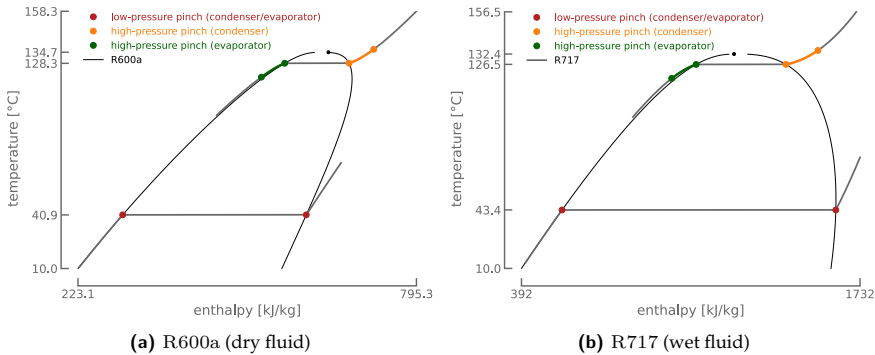 158.3
134.7
128.3
40.9
10.0
temperature [°C]
low-pressure pinch (condenser/evaporator)
high-pressure pinch (condenser)
high-pressure pinch (evaporator)
R600a
223.1
795.3
enthalpy [kJ/kg]
(a) R600a (dry fluid)
156,5
132,4
126,5
43,4
10.0
temperature [°C]
low-pressure pinch (condenser/evaporator)
high-pressure pinch (condenser)
high-pressure pinch (evaporator)
R717
392
1732
enthalpy [kJ/kg]
(b) R717 (wet fluid)